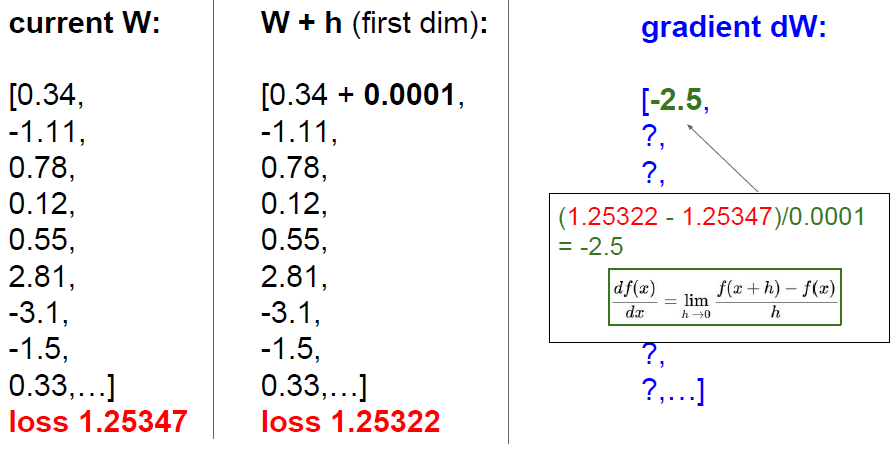 current W:
[0.34,
-1.11,
0.78,
0.12,
0.55,
2.81,
-3.1,
-1.5,
0.33,…]
loss 1.25347
W + h (first dim):
[0.34 + 0.0001,
-1.11,
0.78,
0.12,
0.55,
2.81,
-3.1,
-1.5,
0.33,…]
loss 1.25322
gradient dW:
[-2.5,
?,
?,
(1.25322 - 1.25347)/0.0001
= -2.5
df(x)/dx = lim h→0 f(x + h) − f(x)/h
?,
?,…]